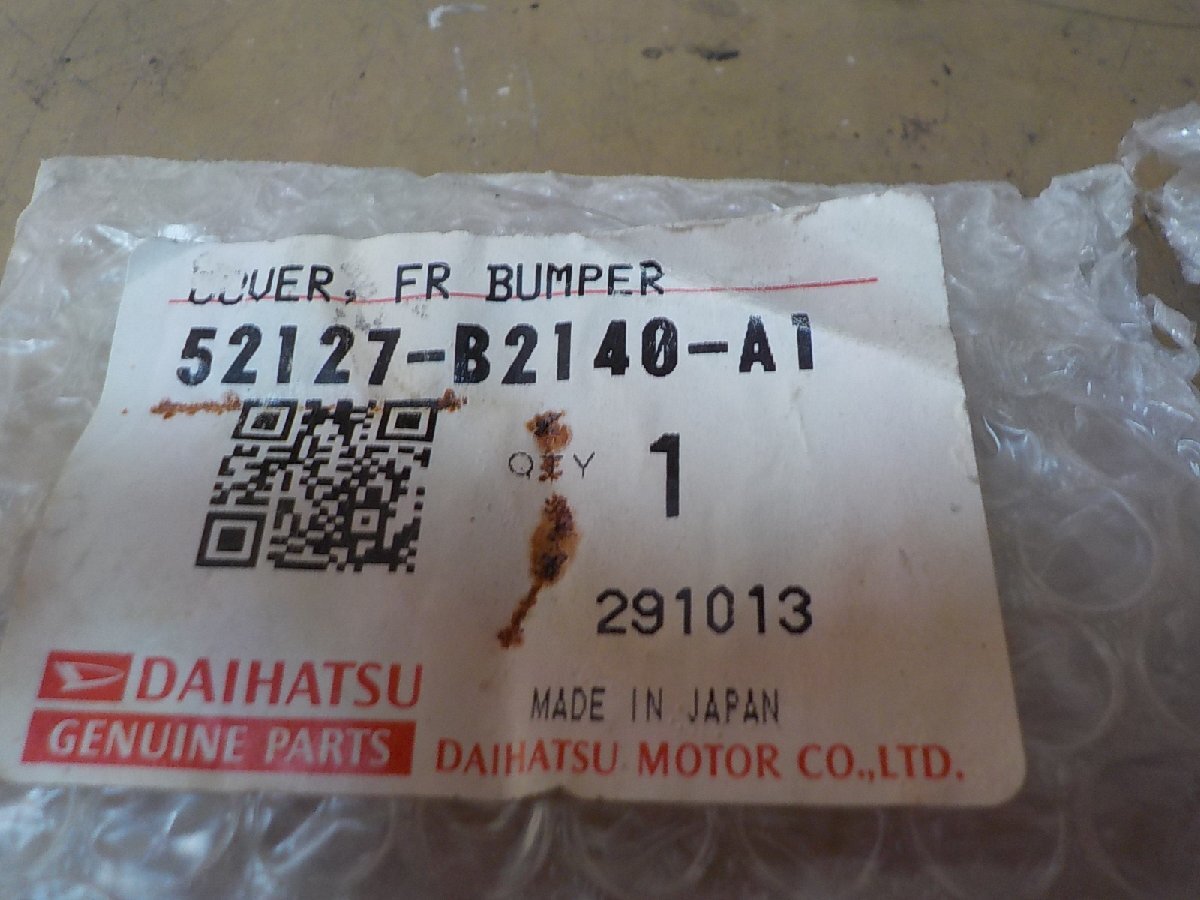 COVER, FR BUMPER
52127-B2140-A1
QTY 1
291013
DAIHATSU
GENUINE PARTS
MADE IN JAPAN
DAIHATSU MOTOR CO.,LTD.